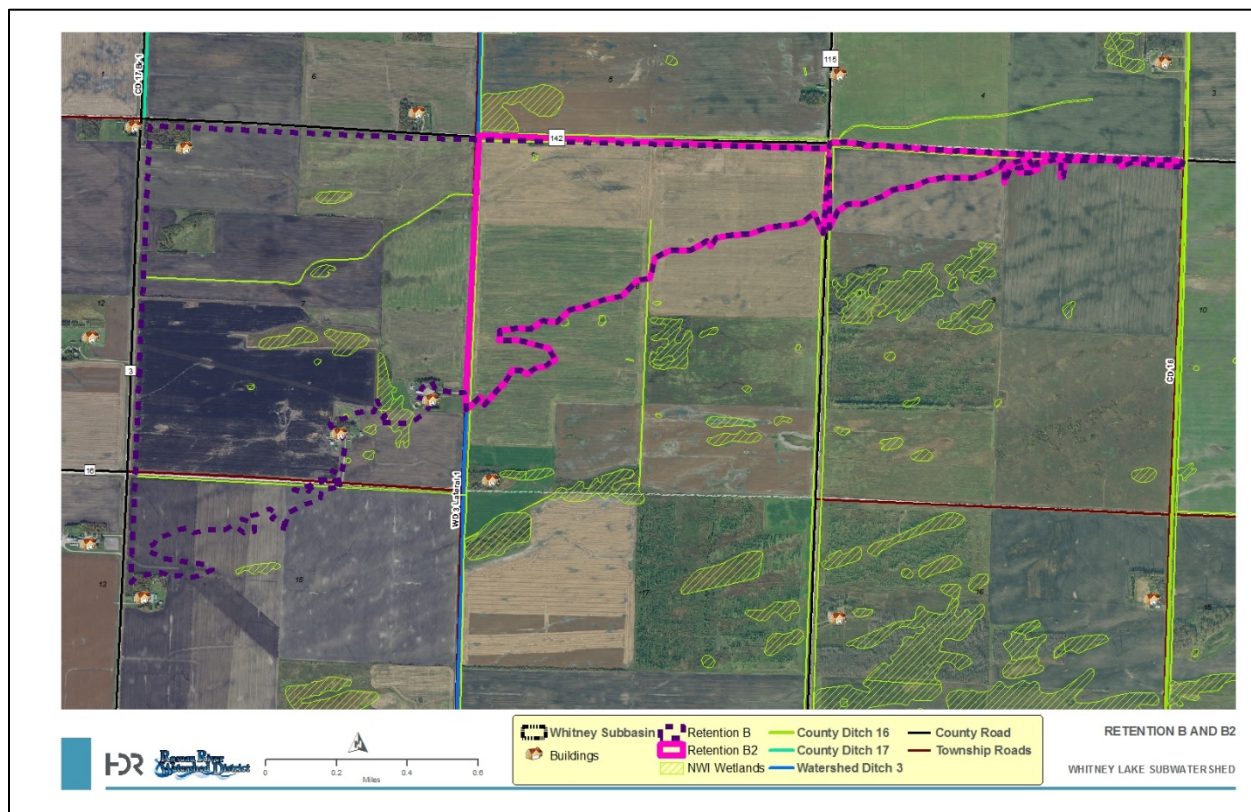 CD 17/B 1
1
6
5
115
4
3
142
12
7
9
10
3
CD 16
16
WD 3 Lateral 1
13
18
17
16
15
HDR
Roseau River
Watershed District
N
0 0.2 0.4 0.6
Miles
Whitney Subbasin
Buildings
Retention B
Retention B2
NWI Wetlands
County Ditch 16
County Ditch 17
Watershed Ditch 3
County Road
Township Roads
RETENTION B AND B2
WHITNEY LAKE SUBWATERSHED